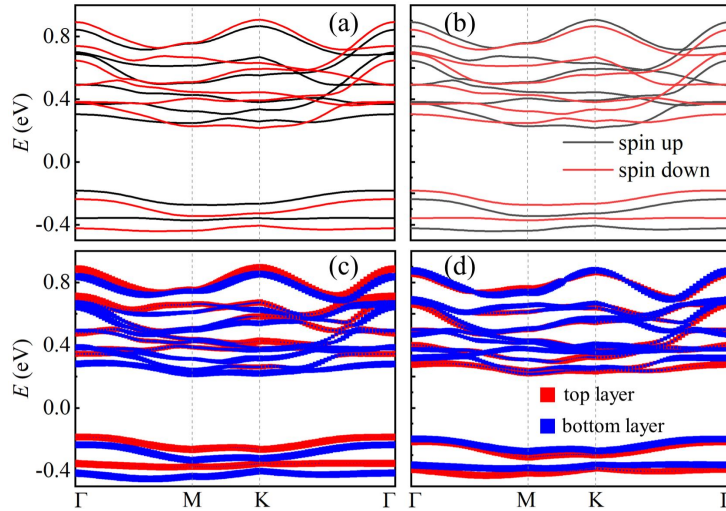 (a)
(b)
E (eV)
0.8
0.4
0.0
-0.4
spin up
spin down
(c)
(d)
E (eV)
0.8
0.4
0.0
-0.4
top layer
bottom layer
Γ M K Γ M K Γ